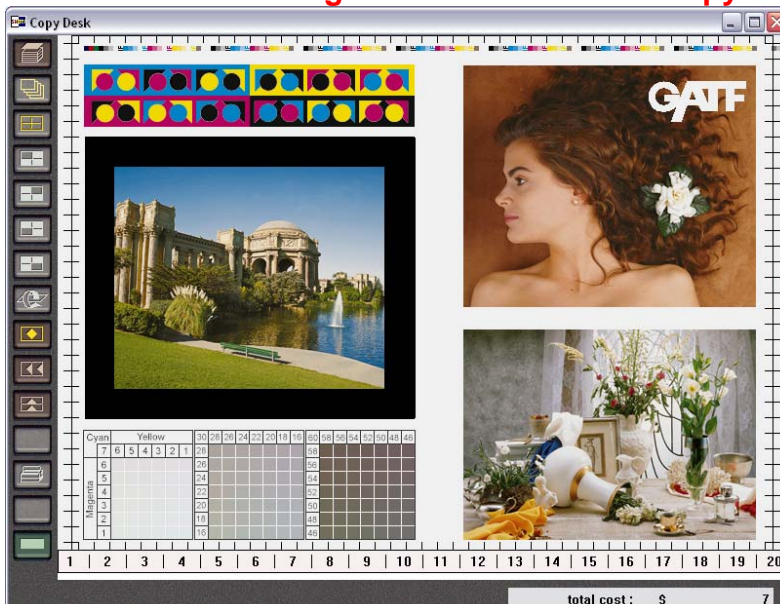 Copy Desk
GATF
Cyan Yellow 30 28 26 24 22 20 18 16 60 58 56 54 52 50 48 46
7 6 5 4 3 2 1 28 58
6 26 56
5 24 54
4 22 52
3 20 50
2 18 48
1 16 46
Magenta
1 2 3 4 5 6 7 8 9 10 11 12 13 14 15 16 17 18 19 20
total cost : $ 7